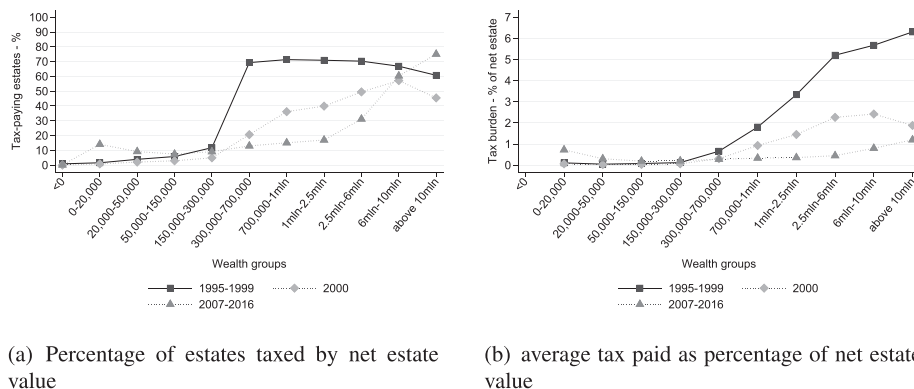 Tax-paying estates - %
100
90
80
70
60
50
40
30
20
10
0
<0
0-20,000
20,000-50,000
50,000-150,000
150,000-300,000
300,000-700,000
700,000-1mln
1mln-2.5mln
2.5mln-6mln
6mln-10mln
above 10mln
Wealth groups
1995-1999 2000
2007-2016
(a) Percentage of estates taxed by net estate
value
Tax burden - % of net estate
7
6
5
4
3
2
1
0
<0
0-20,000
20,000-50,000
50,000-150,000
150,000-300,000
300,000-700,000
700,000-1mln
1mln-2.5mln
2.5mln-6mln
6mln-10mln
above 10mln
Wealth groups
1995-1999 2000
2007-2016
(b) average tax paid as percentage of net estate
value